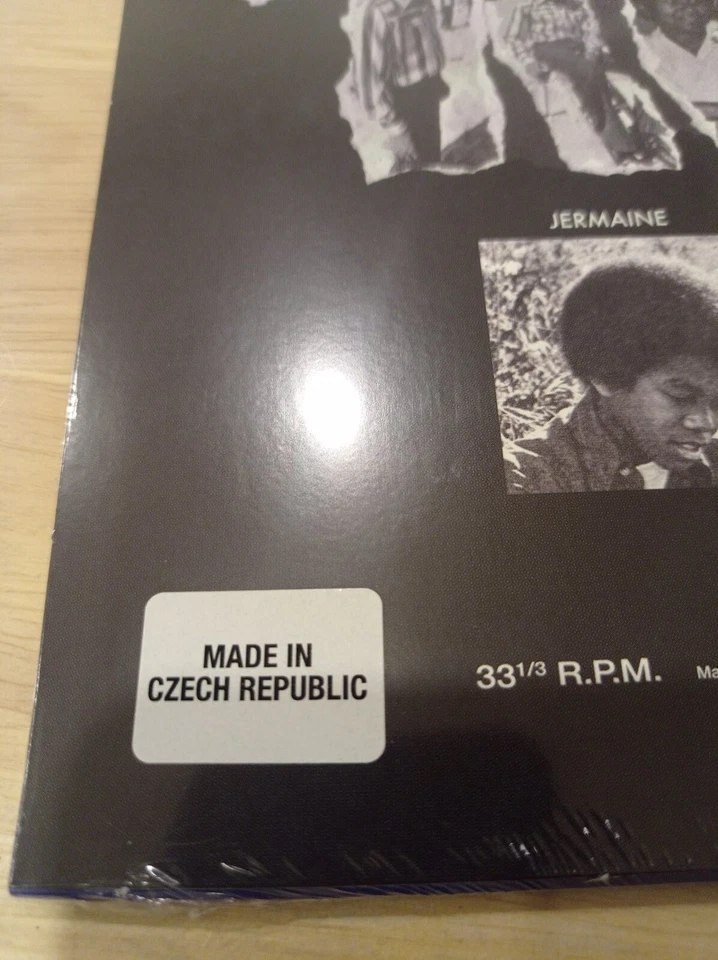 JERMAINE
MADE IN
CZECH REPUBLIC
33 1/3 R.P.M.